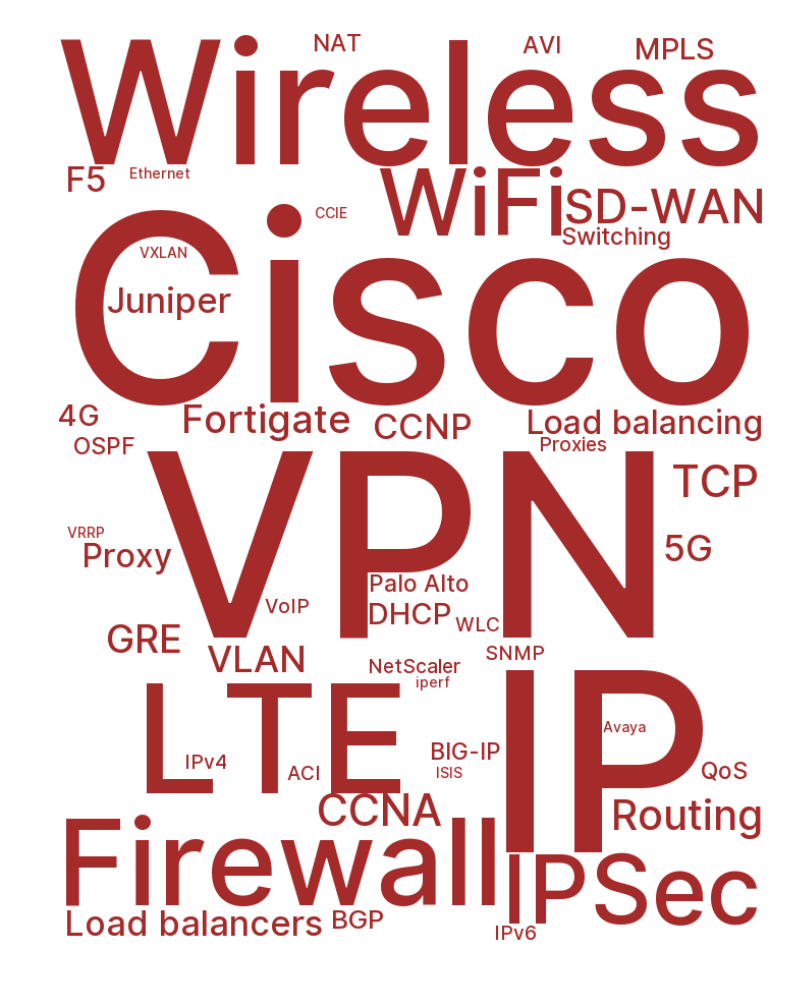 NAT
AVI
MPLS
Wireless
F5
Ethernet
WiFi
SD-WAN
CCIE
Switching
VXLAN
Cisco
Juniper
4G
Fortigate
CCNP
Load balancing
OSPF
Proxies
VPN
TCP
VRRP
Proxy
5G
Palo Alto
VoIP
DHCP
WLC
GRE
VLAN
SNMP
NetScaler
iperf
LTE
IP
Avaya
IPv4
ACI
BIG-IP
ISIS
QoS
CCNA
Routing
Firewall
IPSec
Load balancers
BGP
IPv6